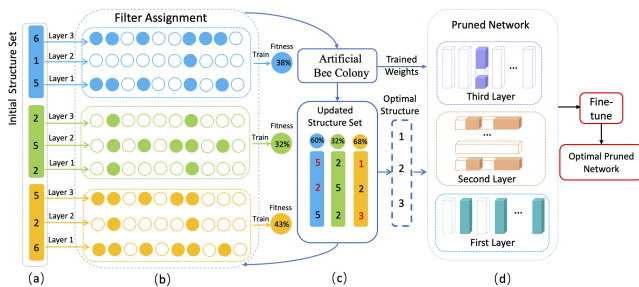 Initial Structure Set
6
1
5
2
5
2
5
2
6
(a)
Filter Assignment
Layer 3
Layer 2
Layer 1
Layer 3
Layer 2
Layer 1
Layer 3
Layer 2
Layer 1
Train
Train
Train
(b)
Fitness
38%
Fitness
32%
Fitness
43%
Artificial
Bee Colony
Updated
Structure Set
60% 32% 68%
5 2 1
2 5 2
5 2 3
(c)
Trained
Weights
Optimal
Structure
1
2
3
Pruned Network
...
Third Layer
...
...
Second Layer
...
First Layer
(d)
Fine-
tune
Optimal Pruned
Network